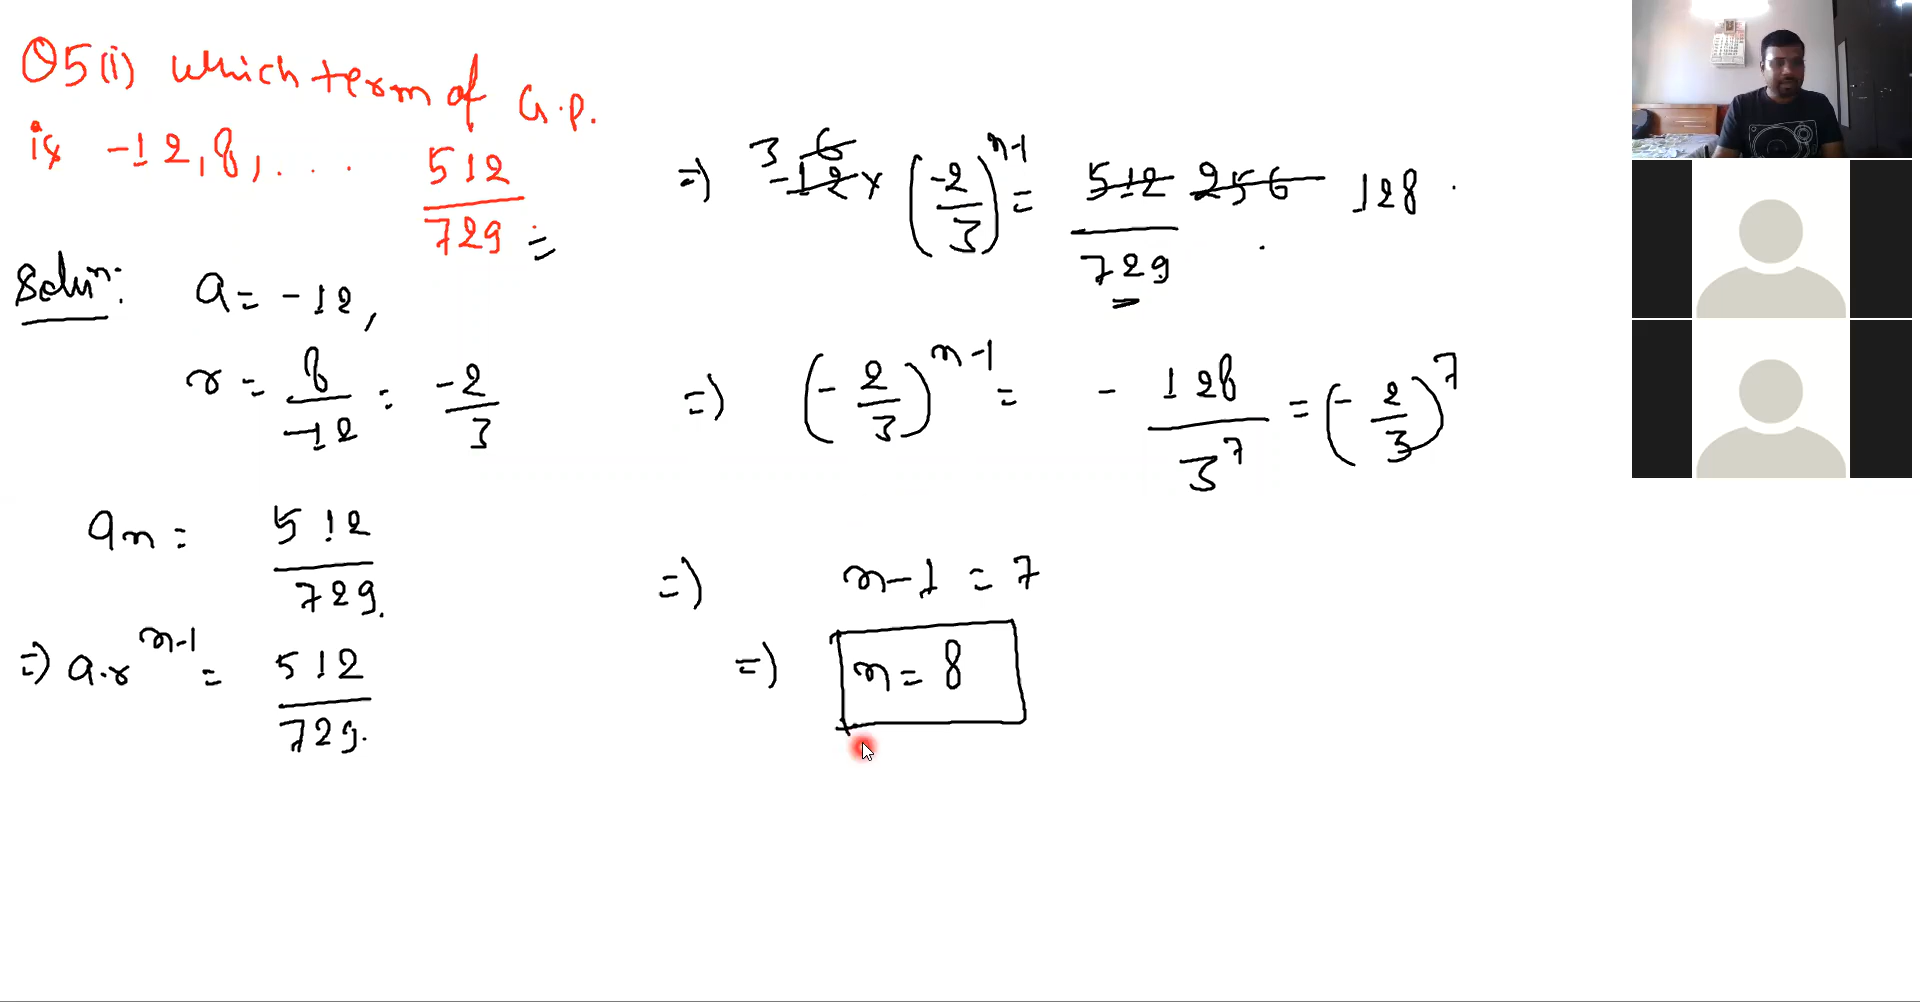 Q5(i) which term of G.P.
is -12, 8, ... 512/729 =
Soln: a = -12,
r = 8/-12 = -2/3
an = 512/729.
=) a.r^n-1 = 512/729.
=) 3 6 -12 x (-2/3)^n-1 = 512 256 128 / 729
=) (-2/3)^n-1 = - 128/3^7 = (-2/3)^7
=) n-1 = 7
=) n = 8